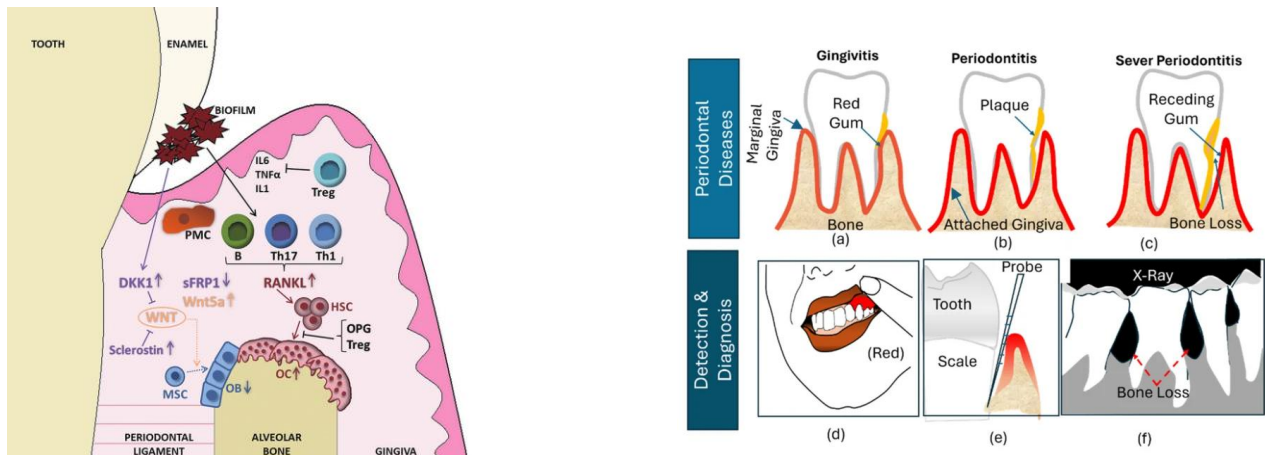 TOOTH
ENAMEL
BIOFILM
IL6
TNFα
IL1
Treg
PMC
B
Th17
Th1
DKK1↑
sFRP1↓
RANKL↑
Wnt5a↑
HSC
WNT
OPG
Treg
Sclerostin↑
OC↑
MSC
OB↓
PERIODONTAL
LIGAMENT
ALVEOLAR
BONE
GINGIVA
Periodontal
Diseases
Gingivitis
Marginal
Gingiva
Red
Gum
Bone
(a)
Periodontitis
Plaque
Attached Gingiva
(b)
Sever Periodontitis
Receding
Gum
Bone Loss
(c)
Detection &
Diagnosis
(Red)
(d)
Probe
Tooth
Scale
(e)
X-Ray
Bone Loss
(f)